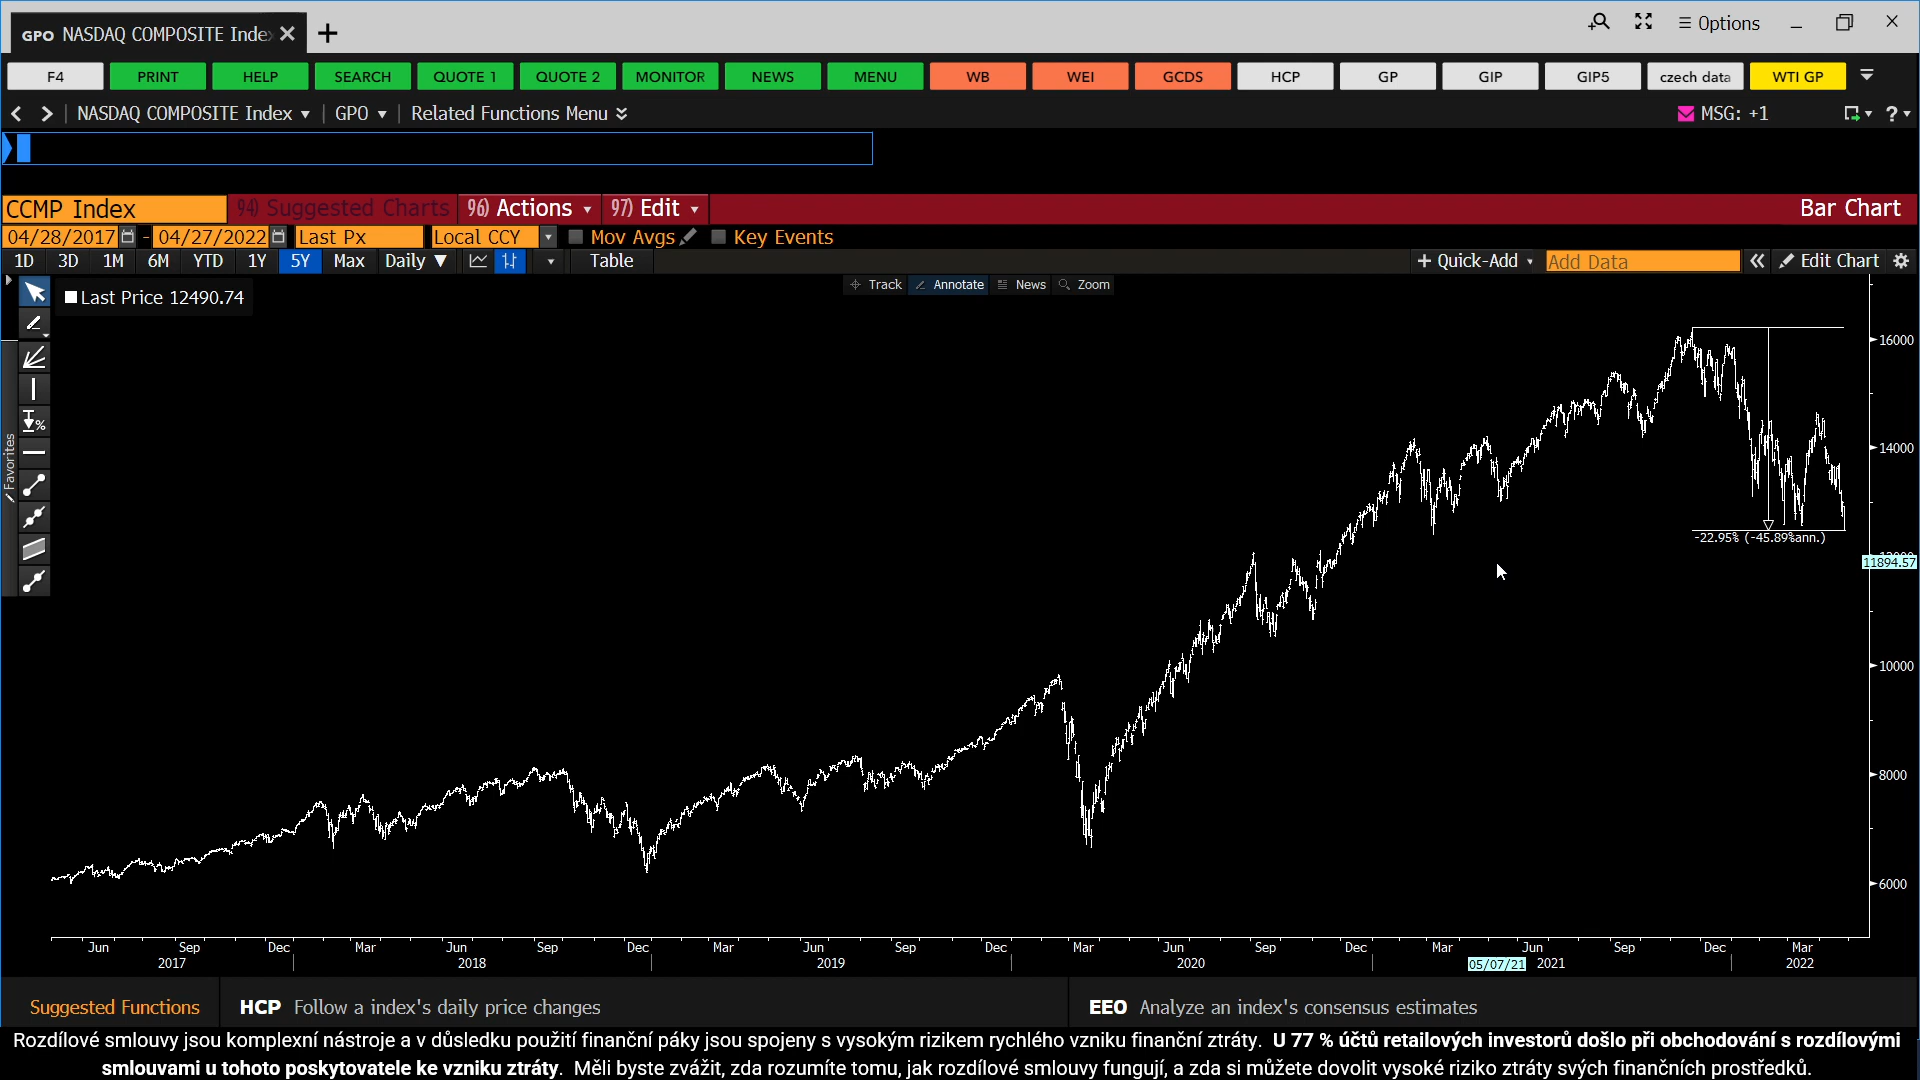 GPO NASDAQ COMPOSITE Inde
Options
F4 PRINT HELP SEARCH QUOTE 1 QUOTE 2 MONITOR NEWS MENU WB WEI GCDS HCP GP GIP GIP5 czech data WTI GP
NASDAQ COMPOSITE Index GPO Related Functions Menu MSG: +1 ?
CCMP Index 94) Suggested Charts 96) Actions 97) Edit Bar Chart
04/28/2017 - 04/27/2022 Last Px Local CCY Mov Avgs Key Events
1D 3D 1M 6M YTD 1Y 5Y Max Daily Table + Quick-Add Add Data Edit Chart
Track Annotate News Zoom
Last Price 12490.74
Favorites
%
16000
14000
-22.95% (-45.89%ann.)
12000
11894.57
10000
8000
6000
Jun Sep Dec Mar Jun Sep Dec Mar Jun Sep Dec Mar Jun Sep Dec Mar Jun Sep Dec Mar
2017 2018 2019 2020 05/07/21 2021 2022
Suggested Functions HCP Follow a index's daily price changes EEO Analyze an index's consensus estimates
Rozdílové smlouvy jsou komplexní nástroje a v důsledku použití finanční páky jsou spojeny s vysokým rizikem rychlého vzniku finanční ztráty. U 77 % účtů retailových investorů došlo při obchodování s rozdílovými
smlouvami u tohoto poskytovatele ke vzniku ztráty. Měli byste zvážit, zda rozumíte tomu, jak rozdílové smlouvy fungují, a zda si můžete dovolit vysoké riziko ztráty svých finančních prostředků.